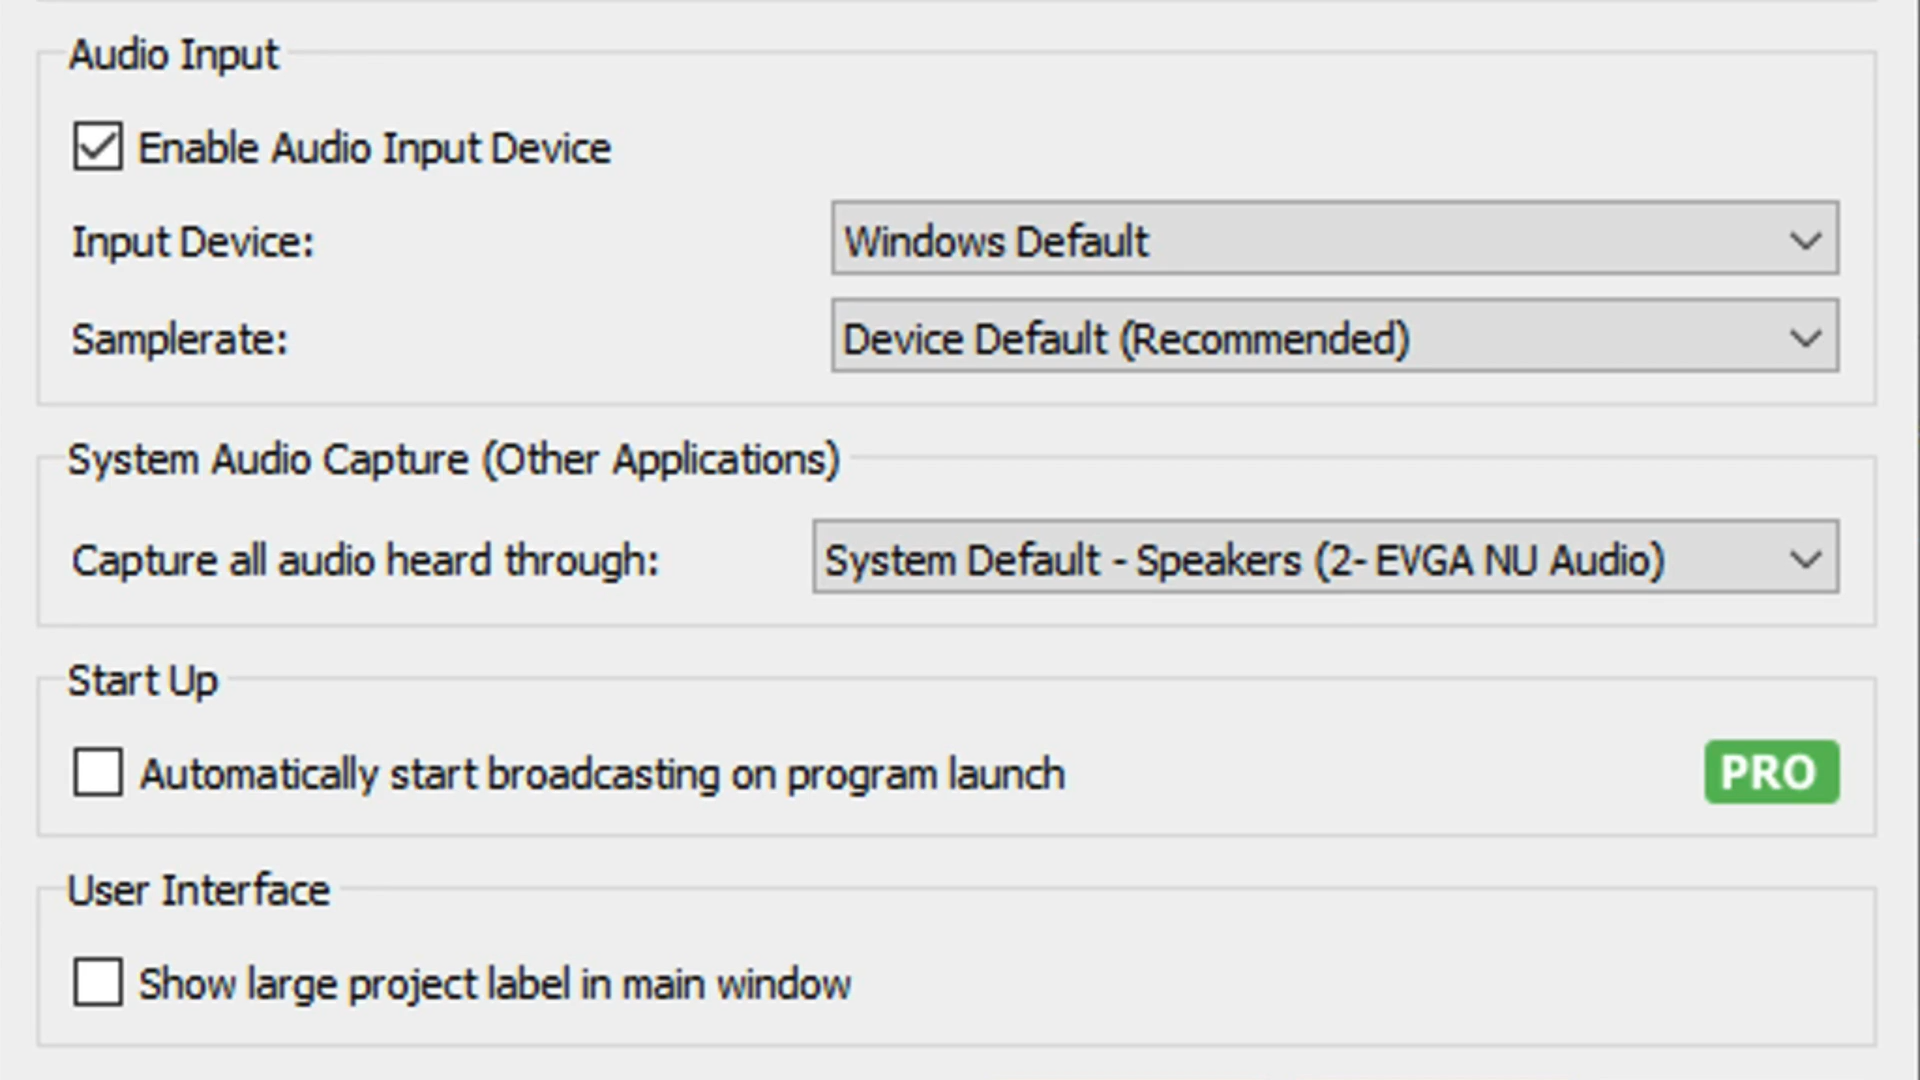 Audio Input
Enable Audio Input Device
Input Device: Windows Default
Samplerate: Device Default (Recommended)
System Audio Capture (Other Applications)
Capture all audio heard through: System Default - Speakers (2- EVGA NU Audio)
Start Up
Automatically start broadcasting on program launch PRO
User Interface
Show large project label in main window